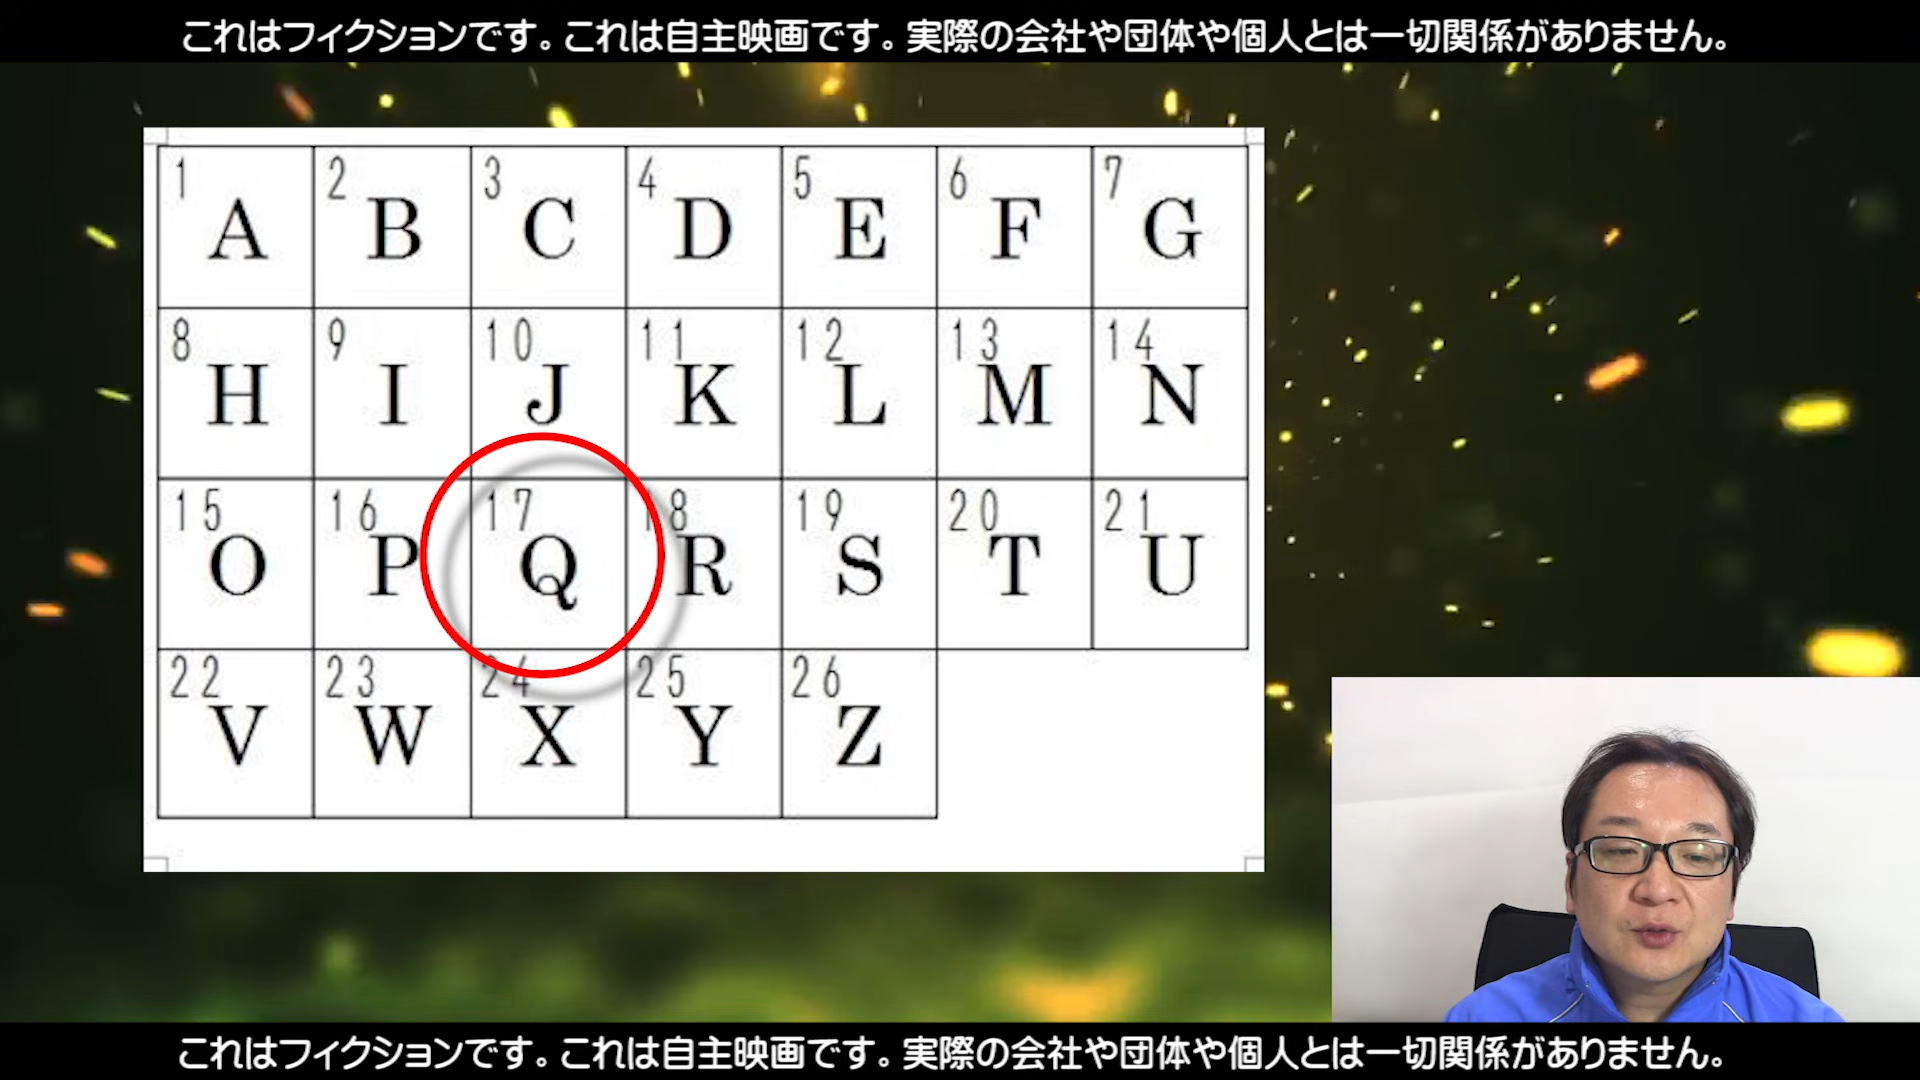 これはフィクションです。これは自主映画です。実際の会社や団体や個人とは一切関係がありません。
1 A 2 B 3 C 4 D 5 E 6 F 7 G
8 H 9 I 10 J 11 K 12 L 13 M 14 N
15 O 16 P 17 Q 18 R 19 S 20 T 21 U
22 V 23 W 24 X 25 Y 26 Z
これはフィクションです。これは自主映画です。実際の会社や団体や個人とは一切関係がありません。